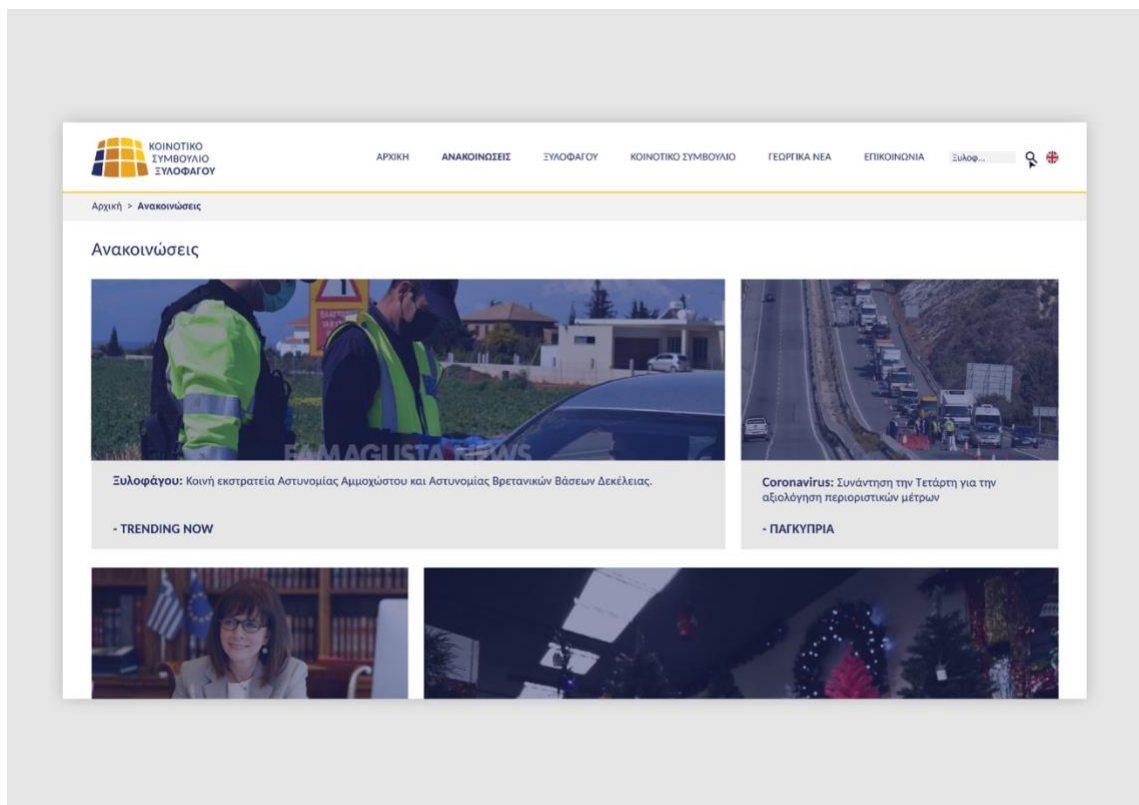 ΚΟΙΝΟΤΙΚΟ
ΣΥΜΒΟΥΛΙΟ
ΞΥΛΟΦΑΓΟΥ
ΑΡΧΙΚΗ ΑΝΑΚΟΙΝΩΣΕΙΣ ΞΥΛΟΦΑΓΟΥ ΚΟΙΝΟΤΙΚΟ ΣΥΜΒΟΥΛΙΟ ΓΕΩΡΓΙΚΑ ΝΕΑ ΕΠΙΚΟΙΝΩΝΙΑ Ξυλοφ...
Αρχική > Ανακοινώσεις
Ανακοινώσεις
FAMAGUSTA NEWS
Ξυλοφάγου: Κοινή εκστρατεία Αστυνομίας Αμμοχώστου και Αστυνομίας Βρετανικών Βάσεων Δεκέλειας.
- TRENDING NOW
Coronavirus: Συνάντηση την Τετάρτη για την
αξιολόγηση περιοριστικών μέτρων
- ΠΑΓΚΥΠΡΙΑ